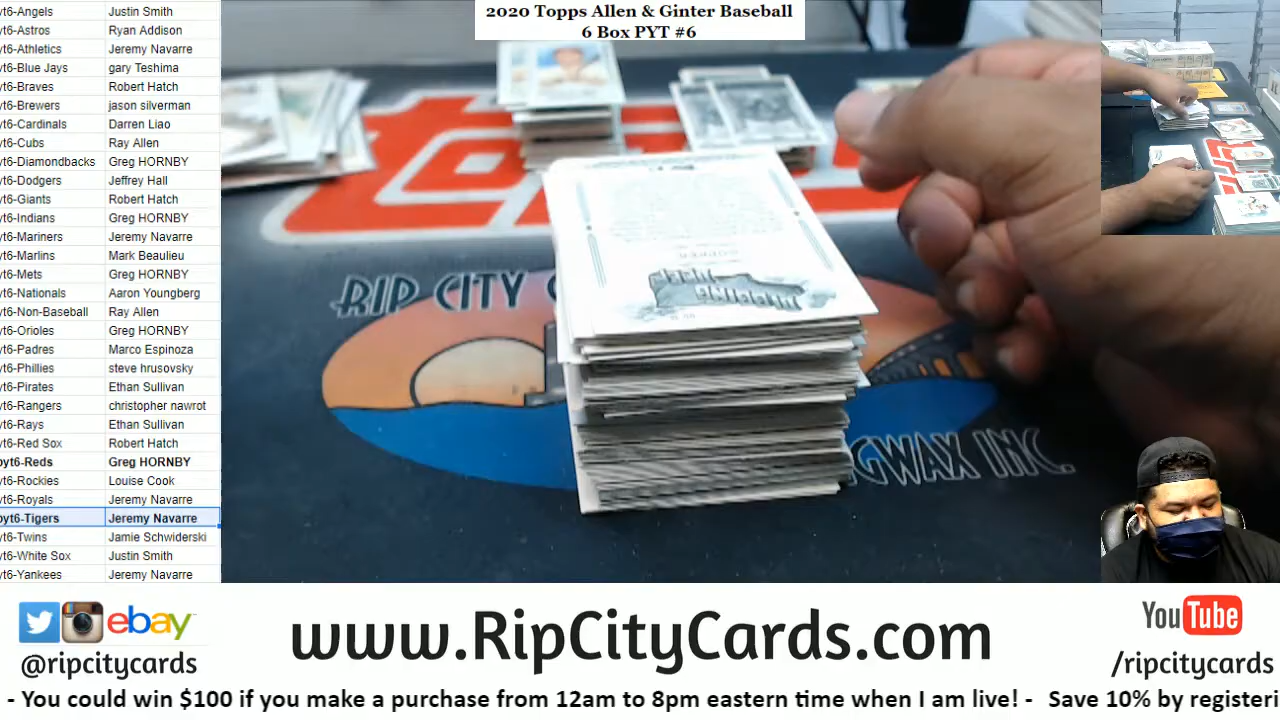 2020 Topps Allen & Ginter Baseball
6 Box PYT #6
yt6-Angels Justin Smith
yt6-Astros Ryan Addison
yt6-Athletics Jeremy Navarre
yt6-Blue Jays gary Teshima
yt6-Braves Robert Hatch
yt6-Brewers jason silverman
yt6-Cardinals Darren Liao
yt6-Cubs Ray Allen
yt6-Diamondbacks Greg HORNBY
yt6-Dodgers Jeffrey Hall
yt6-Giants Robert Hatch
yt6-Indians Greg HORNBY
yt6-Mariners Jeremy Navarre
yt6-Marlins Mark Beaulieu
yt6-Mets Greg HORNBY
yt6-Nationals Aaron Youngberg
yt6-Non-Baseball Ray Allen
yt6-Orioles Greg HORNBY
yt6-Padres Marco Espinoza
yt6-Phillies steve hrusovsky
yt6-Pirates Ethan Sullivan
yt6-Rangers christopher nawrot
yt6-Rays Ethan Sullivan
yt6-Red Sox Robert Hatch
pyt6-Reds Greg HORNBY
yt6-Rockies Louise Cook
yt6-Royals Jeremy Navarre
pyt6-Tigers Jeremy Navarre
yt6-Twins Jamie Schwiderski
yt6-White Sox Justin Smith
yt6-Yankees Jeremy Navarre
RIP CITY
GWAX INC.
ebay
@ripcitycards
www.RipCityCards.com
YouTube
/ripcitycards
- You could win $100 if you make a purchase from 12am to 8pm eastern time when I am live! - Save 10% by registeri